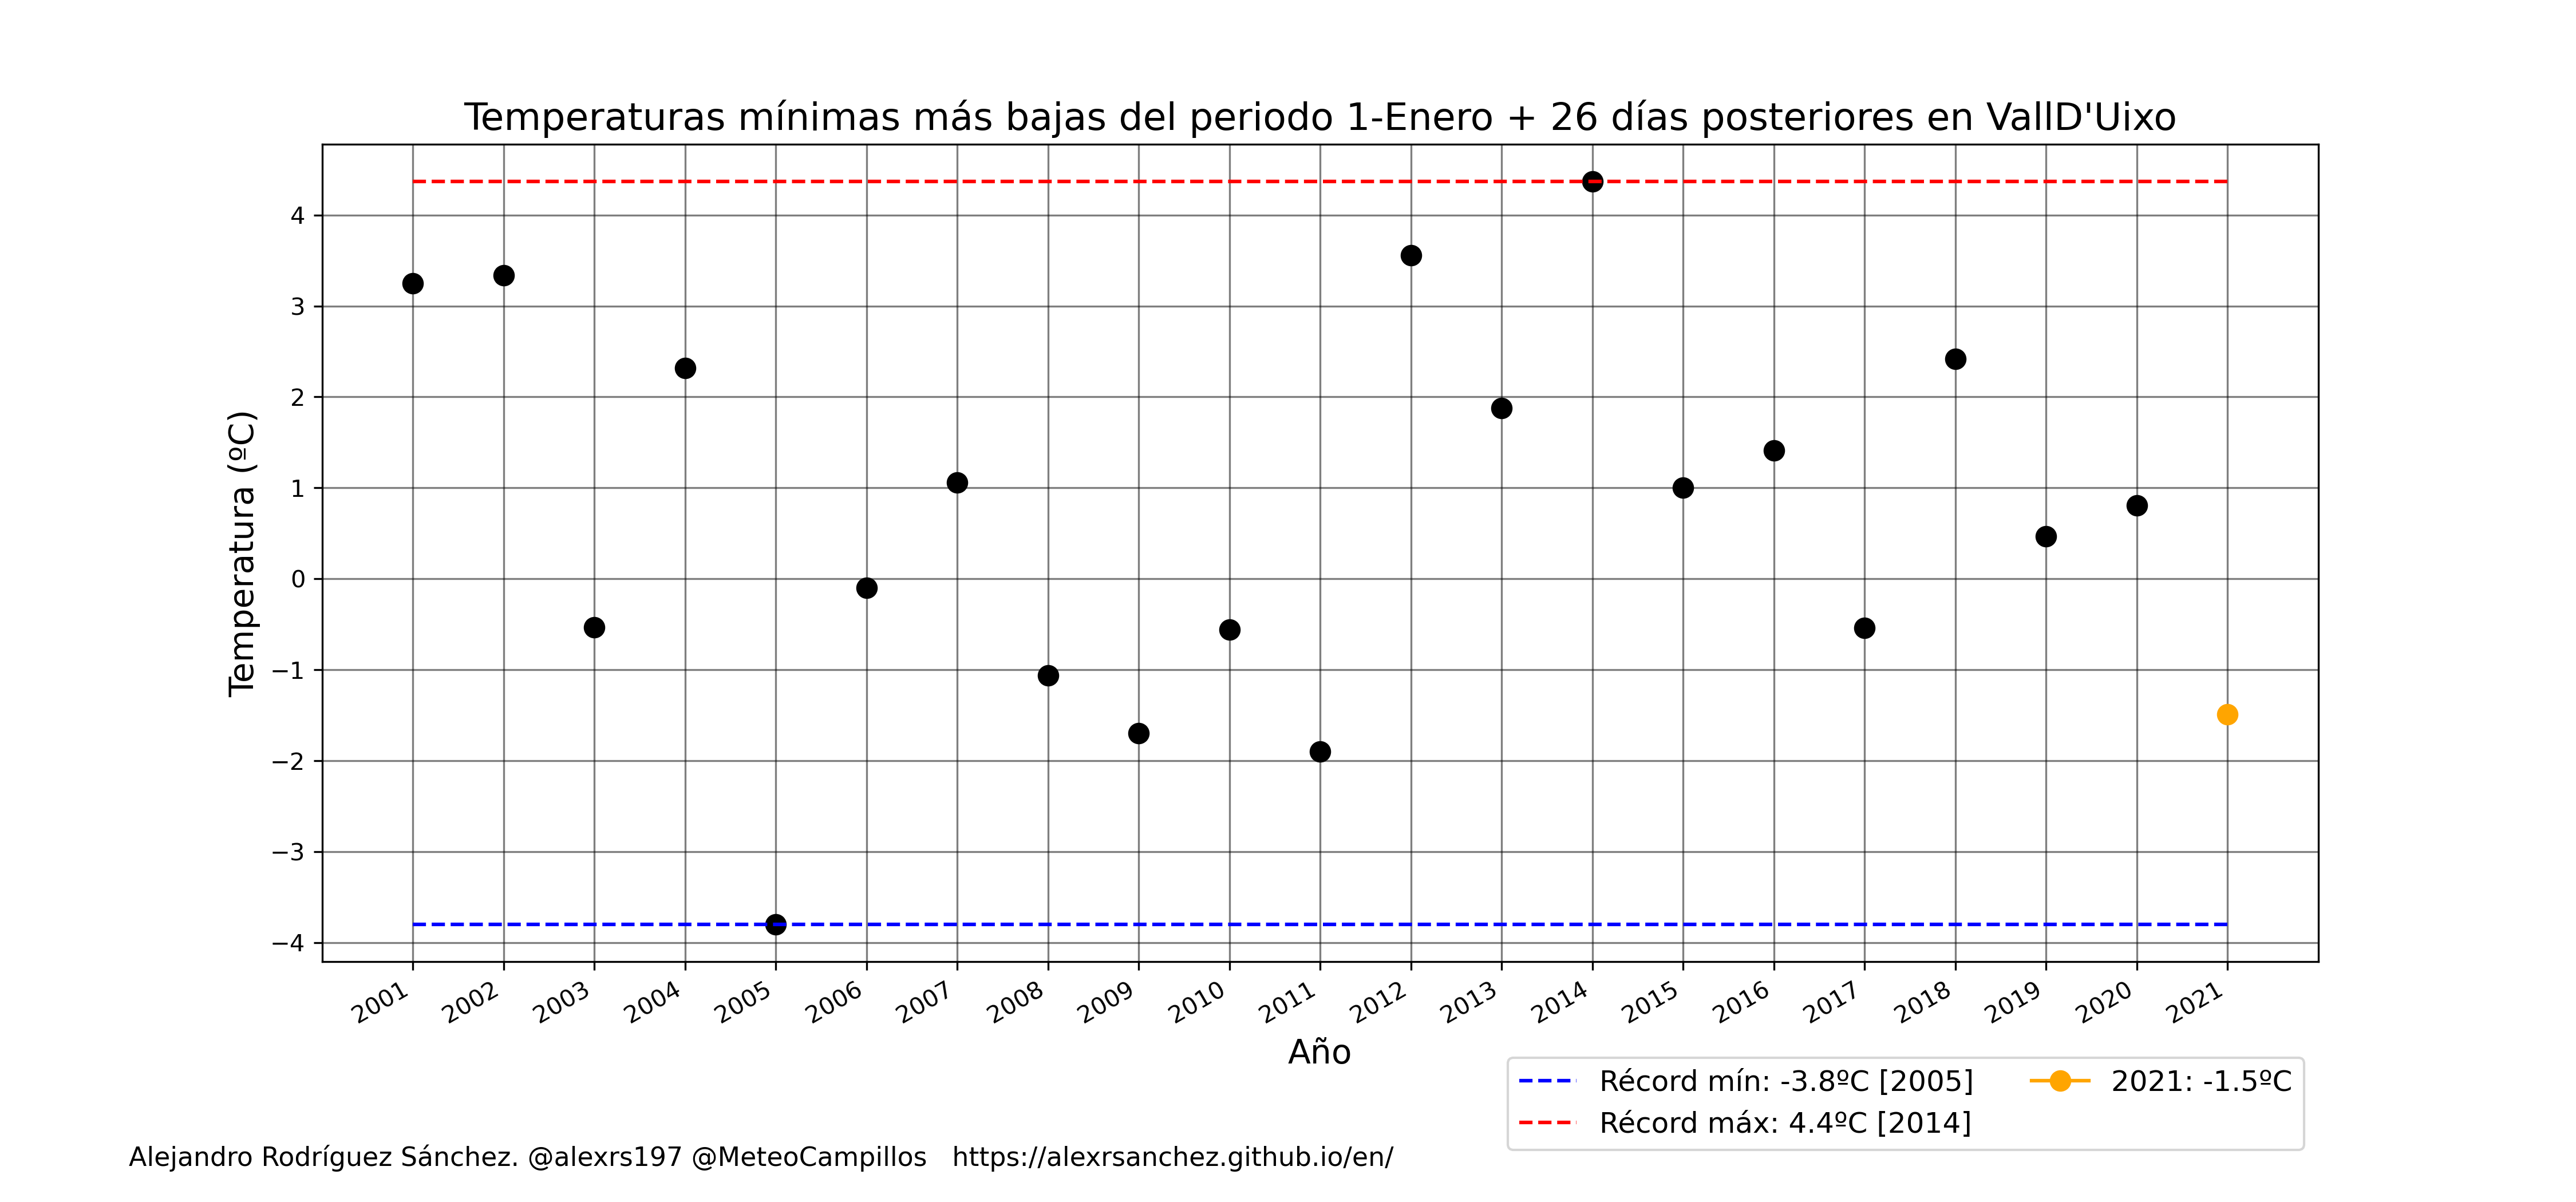 Temperaturas mínimas más bajas del periodo 1-Enero + 26 días posteriores en VallD'Uixo
Temperatura (ºC)
4
3
2
1
0
−1
−2
−3
−4
2001 2002 2003 2004 2005 2006 2007 2008 2009 2010 2011 2012 2013 2014 2015 2016 2017 2018 2019 2020 2021
Año
Récord mín: -3.8ºC [2005]
Récord máx: 4.4ºC [2014]
2021: -1.5ºC
Alejandro Rodríguez Sánchez. @alexrs197 @MeteoCampillos https://alexrsanchez.github.io/en/